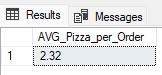 Results Messages
AVG_Pizza_per_Order
1 2.32